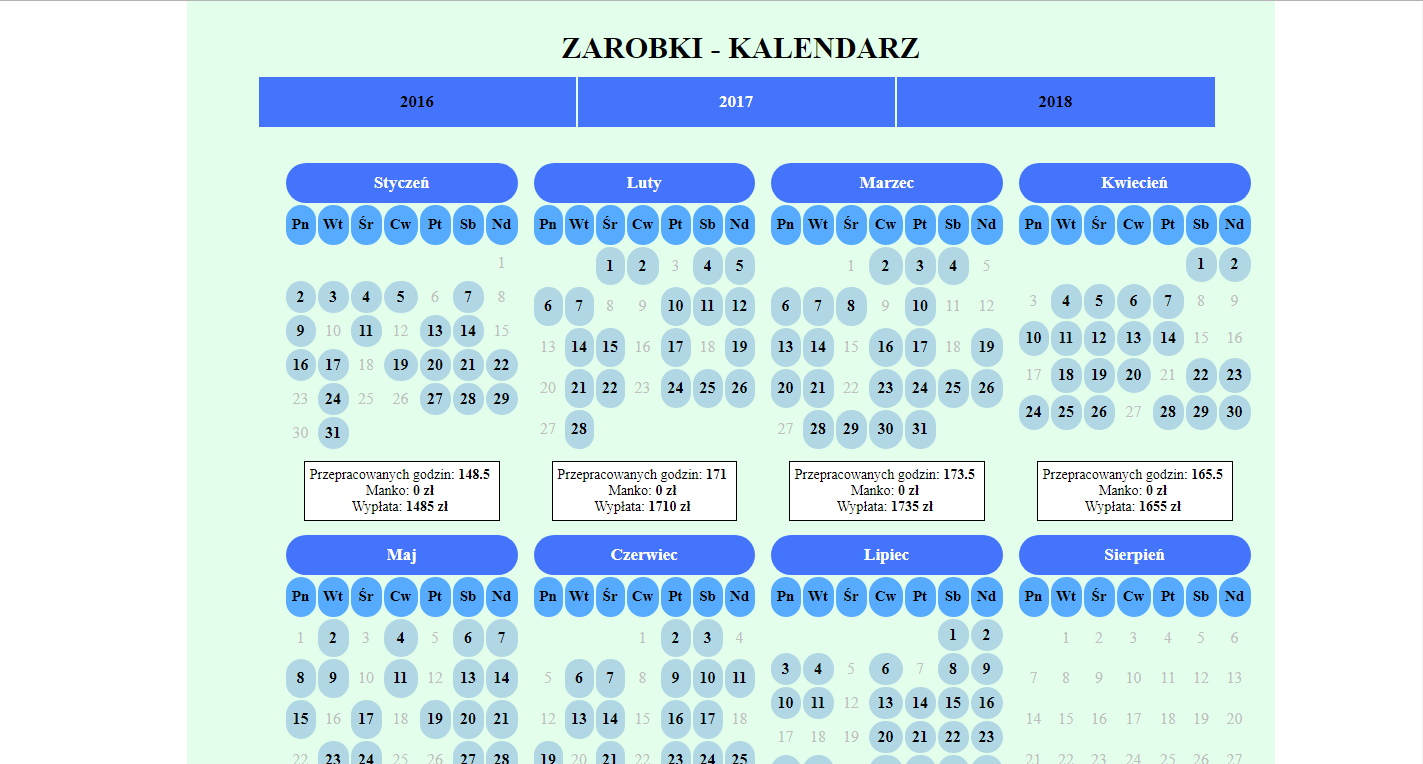 ZAROBKI - KALENDARZ
2016 2017 2018
Styczeń Luty Marzec Kwiecień
Pn Wt Śr Cw Pt Sb Nd Pn Wt Śr Cw Pt Sb Nd Pn Wt Śr Cw Pt Sb Nd Pn Wt Śr Cw Pt Sb Nd
1 1 2 3 4 5 1 2 3 4 5 1 2
2 3 4 5 6 7 8 6 7 8 9 10 11 12 6 7 8 9 10 11 12 3 4 5 6 7 8 9
9 10 11 12 13 14 15 13 14 15 16 17 18 19 13 14 15 16 17 18 19 10 11 12 13 14 15 16
16 17 18 19 20 21 22 20 21 22 23 24 25 26 20 21 22 23 24 25 26 17 18 19 20 21 22 23
23 24 25 26 27 28 29 27 28 27 28 29 30 31 24 25 26 27 28 29 30
30 31
Przepracowanych godzin: 148.5 Przepracowanych godzin: 171 Przepracowanych godzin: 173.5 Przepracowanych godzin: 165.5
Manko: 0 zł Manko: 0 zł Manko: 0 zł Manko: 0 zł
Wypłata: 1485 zł Wypłata: 1710 zł Wypłata: 1735 zł Wypłata: 1655 zł
Maj Czerwiec Lipiec Sierpień
Pn Wt Śr Cw Pt Sb Nd Pn Wt Śr Cw Pt Sb Nd Pn Wt Śr Cw Pt Sb Nd Pn Wt Śr Cw Pt Sb Nd
1 2 3 4 5 6 7 1 2 3 4 1 2 1 2 3 4 5 6
8 9 10 11 12 13 14 5 6 7 8 9 10 11 3 4 5 6 7 8 9 7 8 9 10 11 12 13
15 16 17 18 19 20 21 12 13 14 15 16 17 18 10 11 12 13 14 15 16 14 15 16 17 18 19 20
17 18 19 20 21 22 23
22 23 24 25 26 27 28 19 20 21 22 23 24 25 21 22 23 24 25 26 27